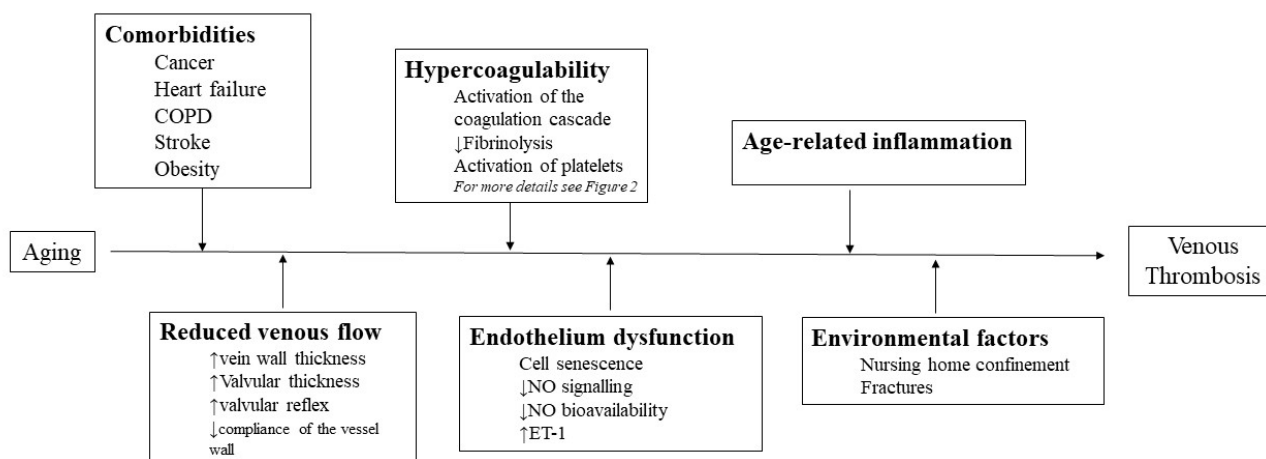 Comorbidities
Cancer
Heart failure
COPD
Stroke
Obesity
Hypercoagulability
Activation of the
coagulation cascade
↓Fibrinolysis
Activation of platelets
For more details see Figure 2
Age-related inflammation
Aging
Venous
Thrombosis
Reduced venous flow
↑vein wall thickness
↑Valvular thickness
↑valvular reflex
↓compliance of the vessel
wall
Endothelium dysfunction
Cell senescence
↓NO signalling
↓NO bioavailability
↑ET-1
Environmental factors
Nursing home confinement
Fractures